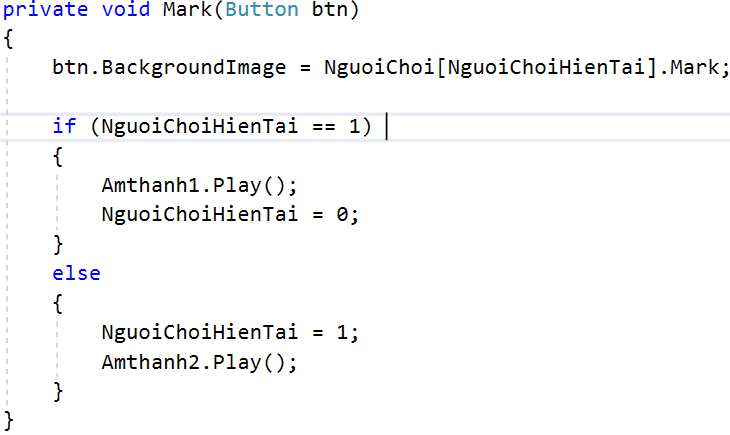 private void Mark(Button btn)
{
    btn.BackgroundImage = NguoiChoi[NguoiChoiHienTai].Mark;

    if (NguoiChoiHienTai == 1)
    {
        Amthanh1.Play();
        NguoiChoiHienTai = 0;
    }
    else
    {
        NguoiChoiHienTai = 1;
        Amthanh2.Play();
    }
}